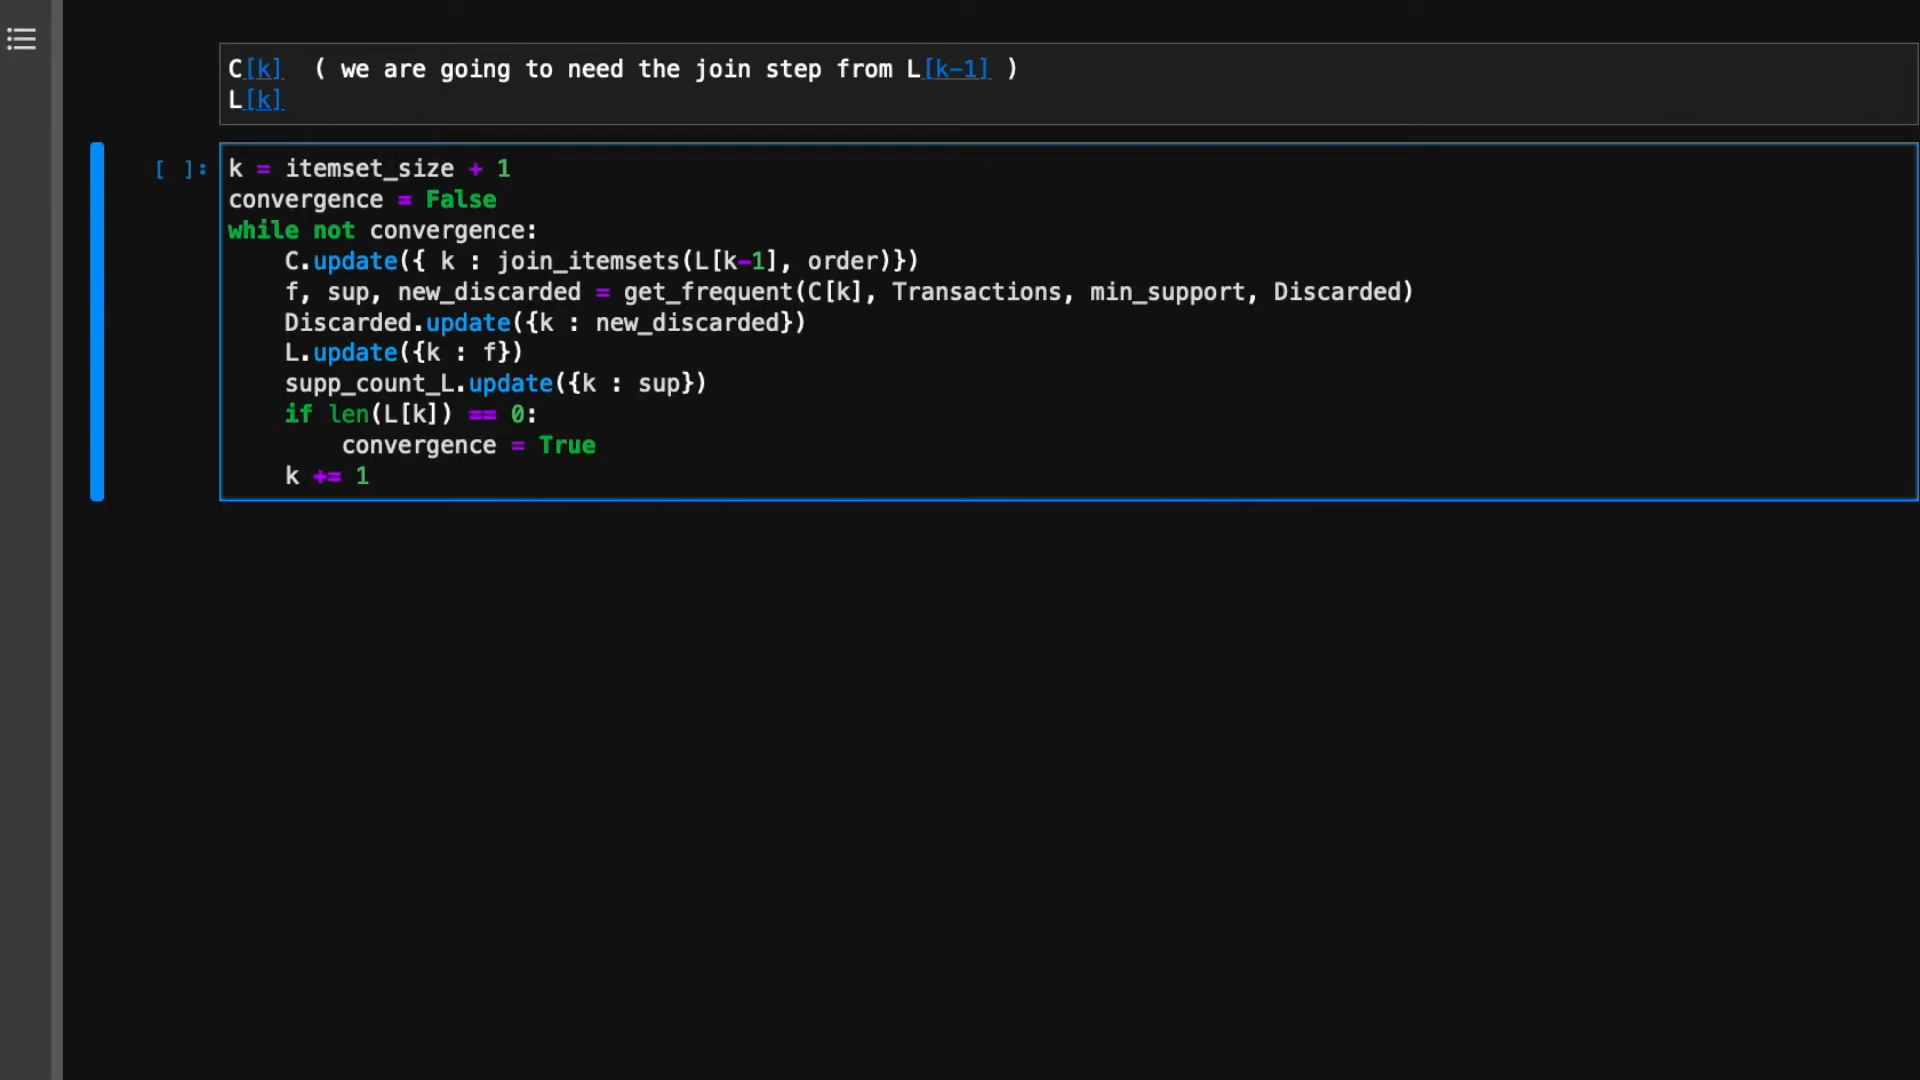 C[k]  ( we are going to need the join step from L[k-1] )
L[k]
[ ]:
k = itemset_size + 1
convergence = False
while not convergence:
    C.update({ k : join_itemsets(L[k-1], order)})
    f, sup, new_discarded = get_frequent(C[k], Transactions, min_support, Discarded)
    Discarded.update({k : new_discarded})
    L.update({k : f})
    supp_count_L.update({k : sup})
    if len(L[k]) == 0:
        convergence = True
    k += 1